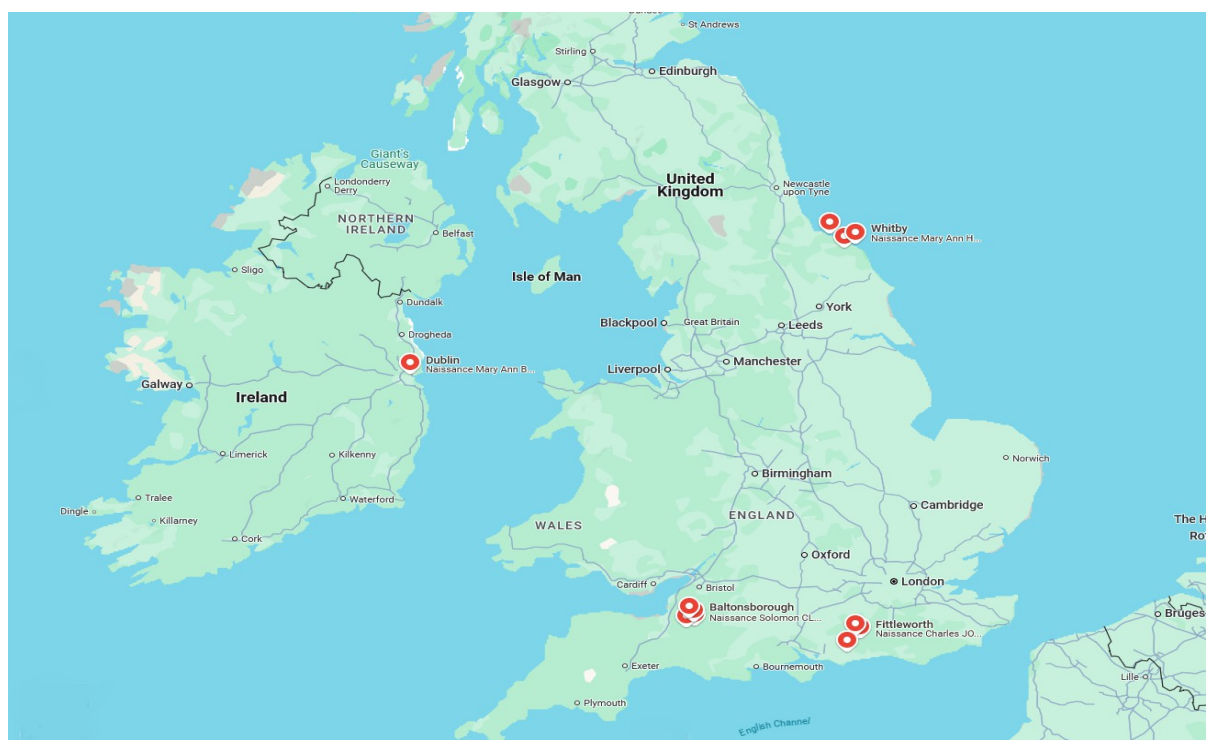 St Andrews
Stirling
Edinburgh
Glasgow
Giant's
Causeway
Londonderry
Derry
United
Kingdom
Newcastle
upon Tyne
NORTHERN
IRELAND
Belfast
Whitby
Naissance Mary Ann H...
Sligo
Isle of Man
Dundalk
York
Blackpool
Great Britain
Leeds
Drogheda
Dublin
Naissance Mary Ann B...
Manchester
Liverpool
Galway
Ireland
Limerick
Kilkenny
Norwich
Birmingham
Tralee
Waterford
Cambridge
Dingle
Killarney
ENGLAND
WALES
The H
Ro
Cork
Oxford
London
Cardiff
Bristol
Baltonsborough
Naissance Solomon CL...
Fittleworth
Naissance Charles JO...
Bruges
Exeter
Bournemouth
Lille
Plymouth
English Channel